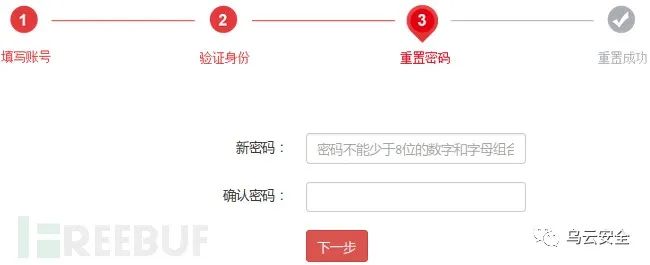 1 2 3
填写账号 验证身份 重置密码 重置成功
新密码： 密码不能少于8位的数字和字母组合
确认密码：
下一步
FREEBUF 乌云安全